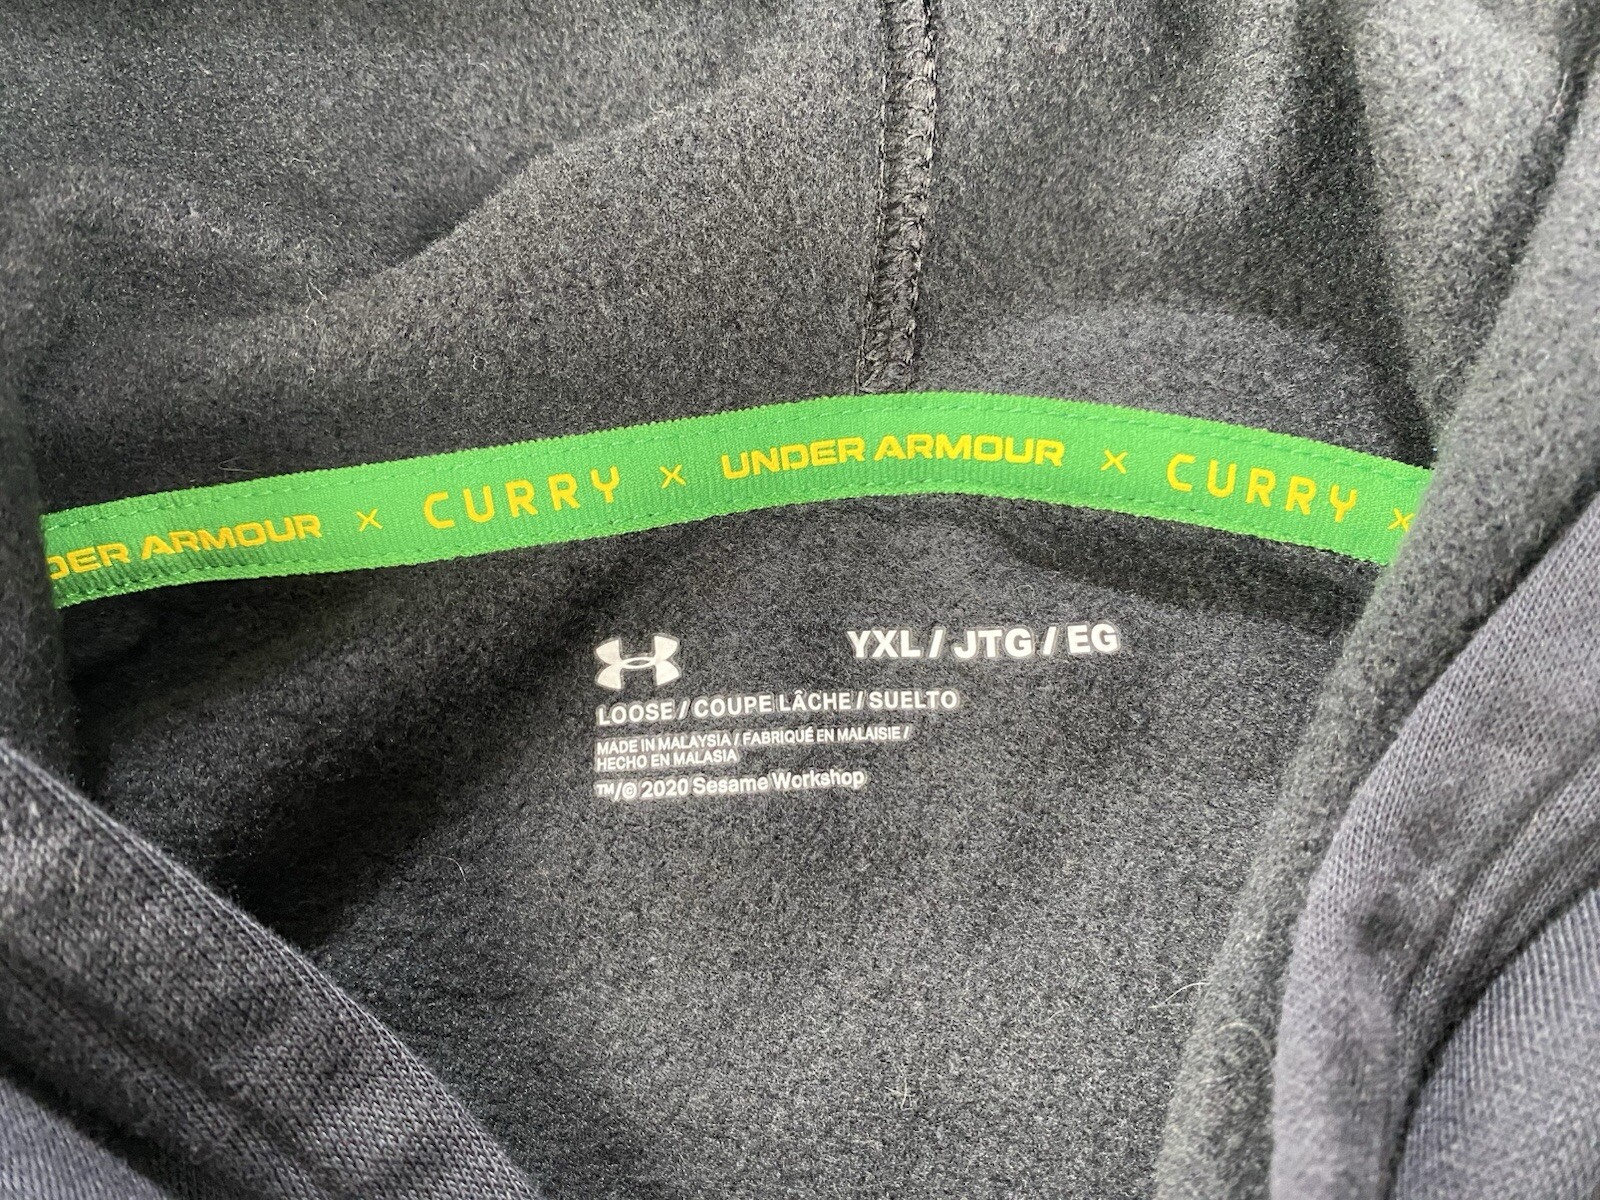 DER ARMOUR × CURRY × UNDER ARMOUR × CURRY ×
YXL / JTG / EG
LOOSE / COUPE LÂCHE / SUELTO
MADE IN MALAYSIA / FABRIQUÉ EN MALAISIE /
HECHO EN MALASIA
™/© 2020 Sesame Workshop